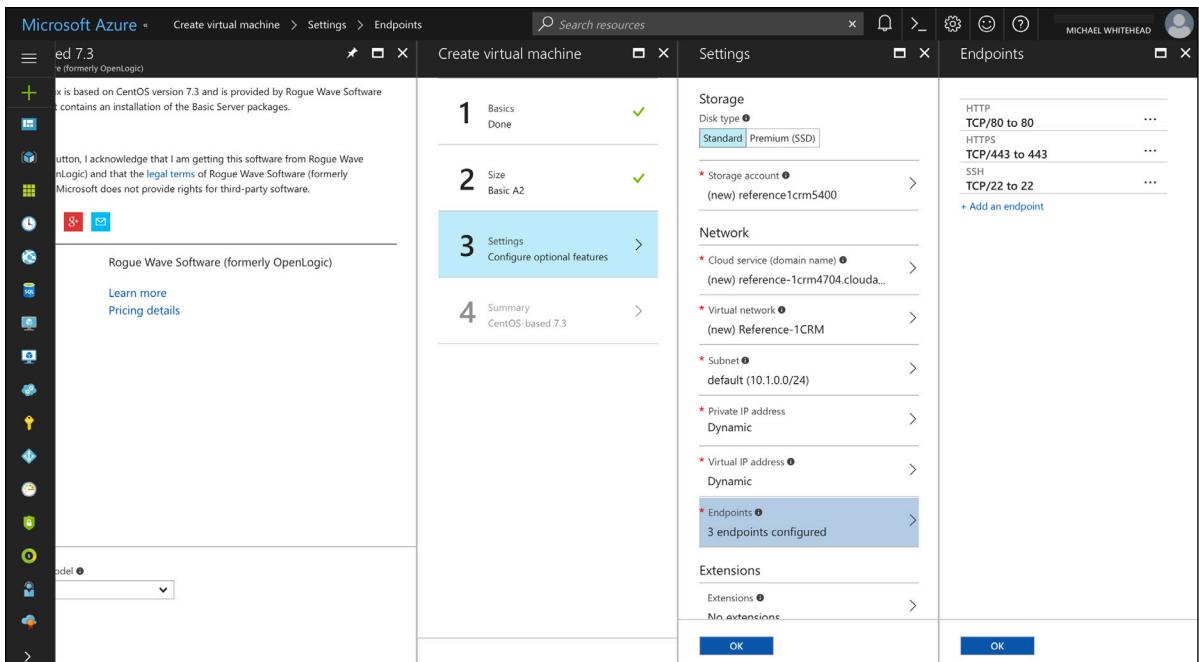 Microsoft Azure « Create virtual machine > Settings > Endpoints
Search resources
MICHAEL WHITEHEAD
ed 7.3
re (formerly OpenLogic)
x is based on CentOS version 7.3 and is provided by Rogue Wave Software
contains an installation of the Basic Server packages.
utton, I acknowledge that I am getting this software from Rogue Wave
nLogic) and that the legal terms of Rogue Wave Software (formerly
Microsoft does not provide rights for third-party software.
Rogue Wave Software (formerly OpenLogic)
Learn more
Pricing details
odel
Create virtual machine
1 Basics
Done
2 Size
Basic A2
3 Settings
Configure optional features
4 Summary
CentOS-based 7.3
Settings
Storage
Disk type
Standard Premium (SSD)
* Storage account
(new) reference1crm5400
Network
* Cloud service (domain name)
(new) reference-1crm4704.clouda...
* Virtual network
(new) Reference-1CRM
* Subnet
default (10.1.0.0/24)
* Private IP address
Dynamic
* Virtual IP address
Dynamic
* Endpoints
3 endpoints configured
Extensions
Extensions
No extensions
OK
Endpoints
HTTP
TCP/80 to 80
...
HTTPS
TCP/443 to 443
...
SSH
TCP/22 to 22
...
+ Add an endpoint
OK